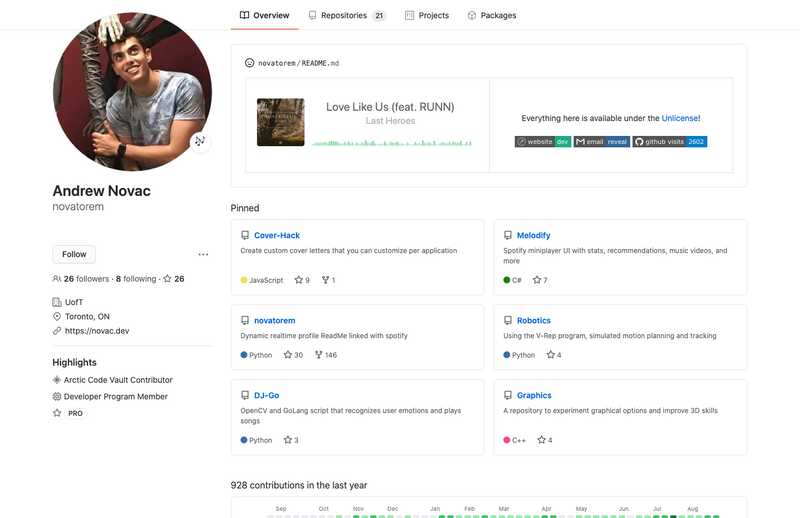 Overview
Repositories 21
Projects
Packages
Andrew Novac
novatorem
Follow
26 followers · 8 following · 26
UofT
Toronto, ON
https://novac.dev
Highlights
Arctic Code Vault Contributor
Developer Program Member
PRO
novatorem/README.md
Love Like Us (feat. RUNN)
Last Heroes
Everything here is available under the Unlicense!
website dev
email reveal
github visits 2602
Pinned
Cover-Hack
Create custom cover letters that you can customize per application
JavaScript 9 1
Melodify
Spotify miniplayer UI with stats, recommendations, music videos, and
more
C# 7
novatorem
Dynamic realtime profile ReadMe linked with spotify
Python 30 146
Robotics
Using the V-Rep program, simulated motion planning and tracking
Python 4
DJ-Go
OpenCV and GoLang script that recognizes user emotions and plays
songs
Python 3
Graphics
A repository to experiment graphical options and improve 3D skills
C++ 4
928 contributions in the last year
Sep Oct Nov Dec Jan Feb Mar Apr May Jun Jul Aug